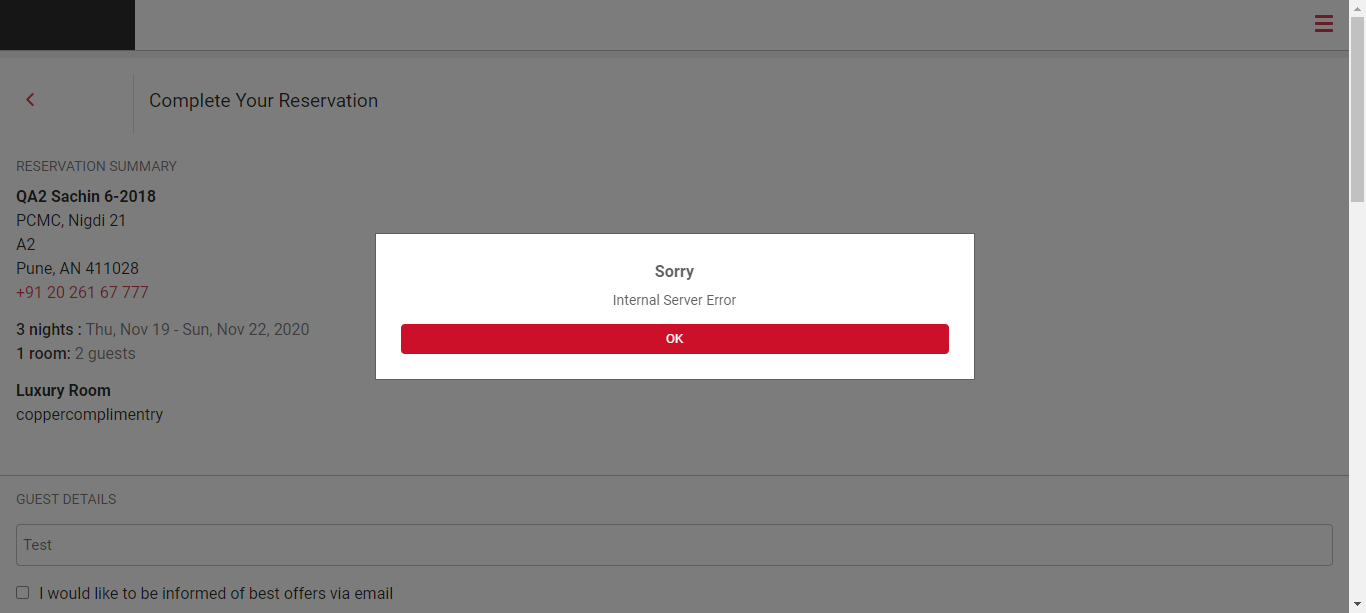 Complete Your Reservation
RESERVATION SUMMARY
QA2 Sachin 6-2018
PCMC, Nigdi 21
A2
Pune, AN 411028
+91 20 261 67 777
3 nights : Thu, Nov 19 - Sun, Nov 22, 2020
1 room: 2 guests
Luxury Room
coppercomplimentry
Sorry
Internal Server Error
OK
GUEST DETAILS
Test
I would like to be informed of best offers via email